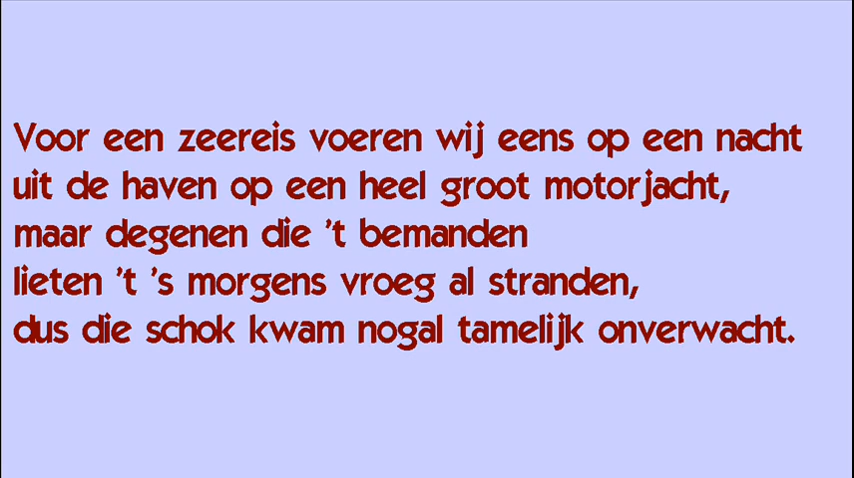 Voor een zeereis voeren wij eens op een nacht
uit de haven op een heel groot motorjacht,
maar degenen die 't bemanden
lieten 't 's morgens vroeg al stranden,
dus die schok kwam nogal tamelijk onverwacht.